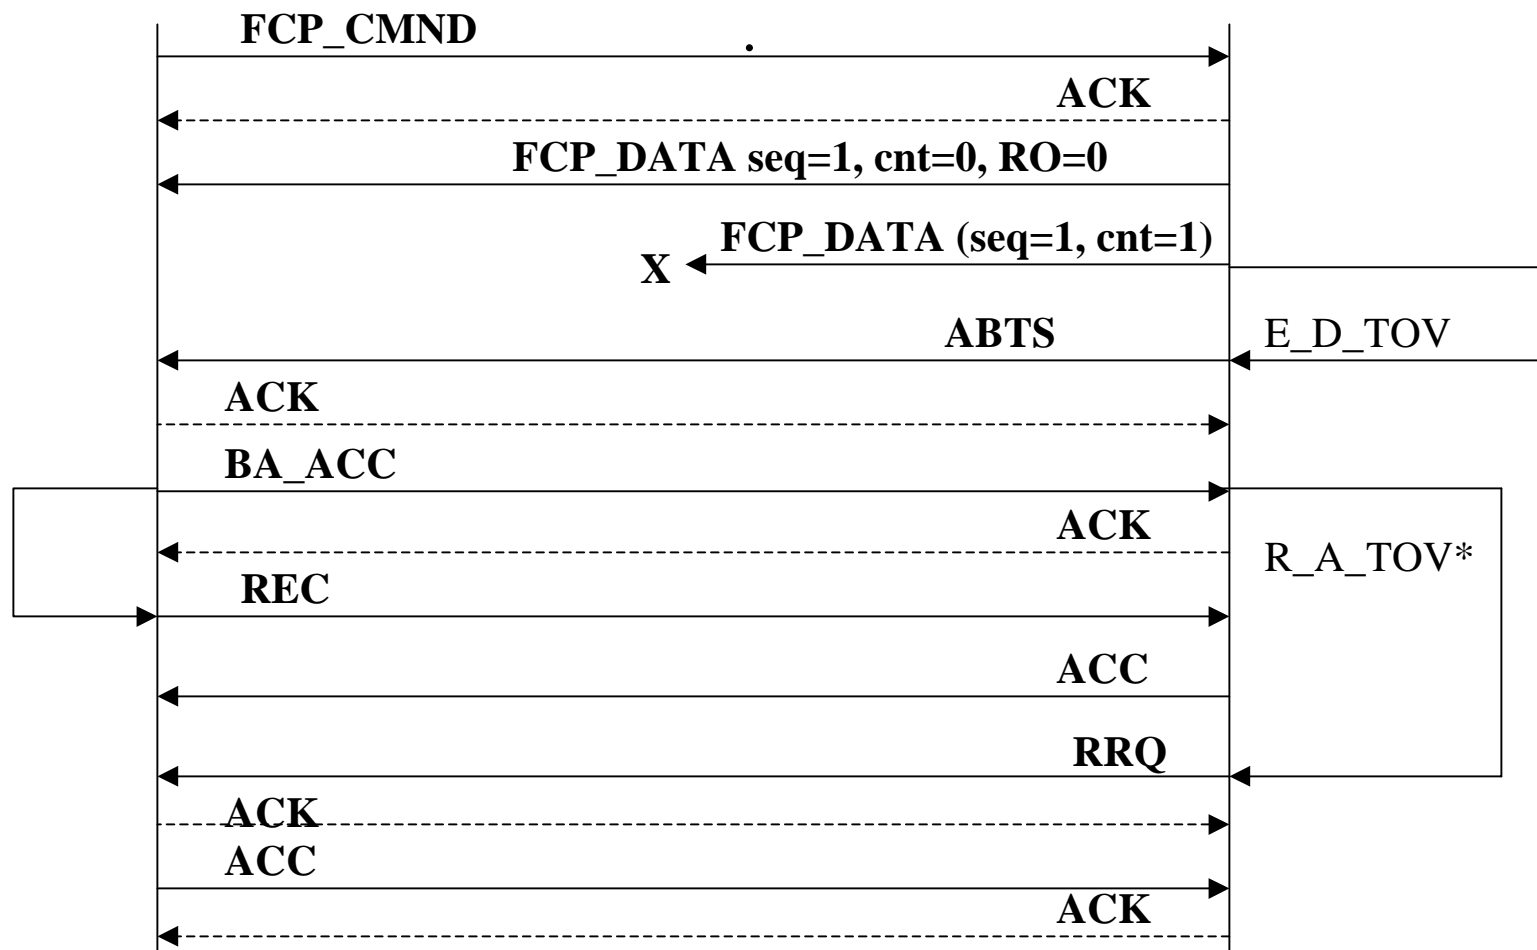 FCP_CMND
.
ACK
FCP_DATA seq=1, cnt=0, RO=0
FCP_DATA (seq=1, cnt=1)
X
ABTS
E_D_TOV
ACK
BA_ACC
ACK
R_A_TOV*
REC
ACC
RRQ
ACK
ACC
ACK